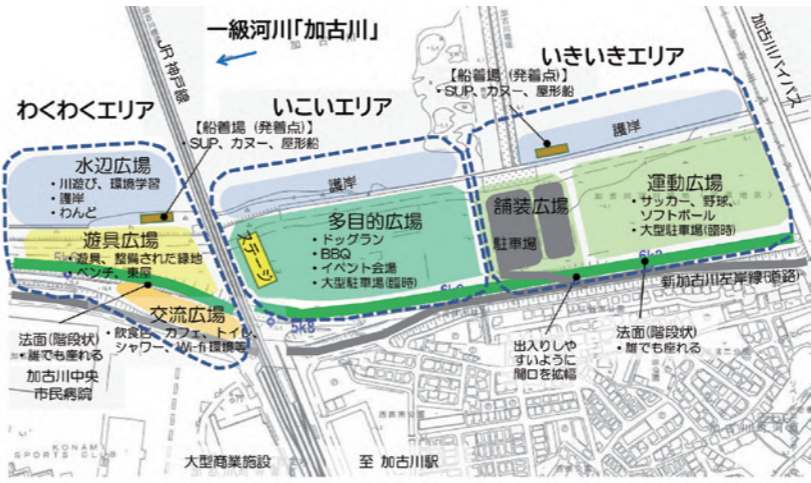 一級河川「加古川」
JR 神戸線
加古川バイパス
わくわくエリア
いこいエリア
いきいきエリア
【船着場（発着点）】
・SUP、カヌー、屋形船
【船着場（発着点）】
・SUP、カヌー、屋形船
水辺広場
・川遊び、環境学習
・護岸
・わんど
護岸
護岸
遊具広場
・遊具、整備された緑地
・ベンチ、東屋
交流広場
・飲食店、カフェ、トイレ、
シャワー、Wi-fi環境等
法面(階段状)
・誰でも座れる
加古川中央
市民病院
ステージ
多目的広場
・ドッグラン
・BBQ
・イベント会場
・大型駐車場(臨時)
舗装広場
駐車場
運動広場
・サッカー、野球、
ソフトボール
・大型駐車場(臨時)
新加古川左岸線(道路)
5k8
出入りしや
すいように
開口を拡幅
法面(階段状)
・誰でも座れる
KONAMI
SPORTS CLUB
大型商業施設
至 加古川駅